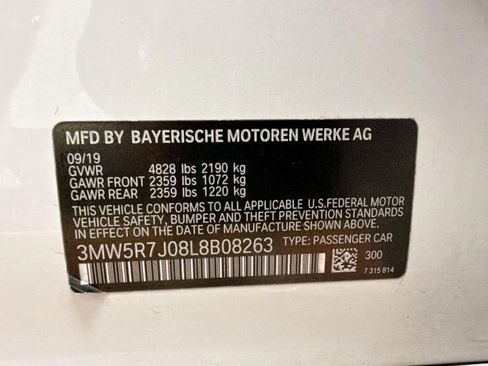 MFD BY BAYERISCHE MOTOREN WERKE AG
09/19
GVWR 4828 lbs 2190 kg
GAWR FRONT 2359 lbs 1072 kg
GAWR REAR 2359 lbs 1220 kg
THIS VEHICLE CONFORMS TO ALL APPLICABLE U.S.FEDERAL MOTOR
VEHICLE SAFETY, BUMPER, AND THEFT PREVENTION STANDARDS
IN EFFECT ON THE DATE OF MANUFACTURE SHOWN ABOVE.
3MW5R7J08L8B08263 TYPE: PASSENGER CAR
300
7 315 814